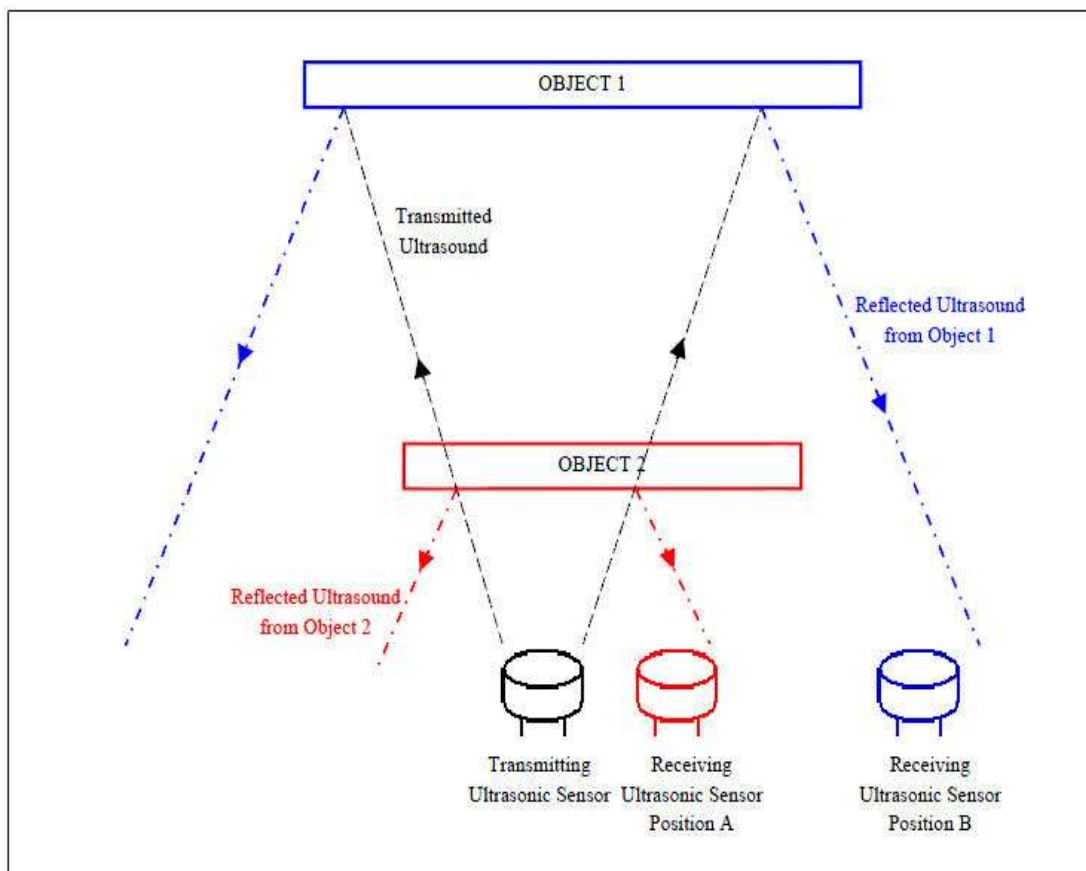 OBJECT 1
Transmitted
Ultrasound
Reflected Ultrasound
from Object 1
OBJECT 2
Reflected Ultrasound
from Object 2
Transmitting
Ultrasonic Sensor
Receiving
Ultrasonic Sensor
Position A
Receiving
Ultrasonic Sensor
Position B